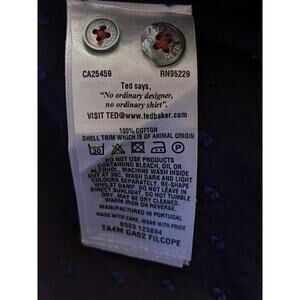 CA25459 RN95229
Ted says,
"No ordinary designer,
no ordinary shirt".
VISIT TED@www.tedbaker.com
100% COTTON
SHELL TRIM WHICH IS OF ANIMAL ORIGIN
30
DO NOT USE PRODUCTS
CONTAINING BLEACH, OIL OR
ALCOHOL, MACHINE WASH INSIDE
OUT AT 30C. WASH DARK AND LIGHT
COLOURS SEPARATELY. RE-SHAPE
WHILST DAMP. DO NOT LEAVE IN
DIRECT SUNLIGHT. DO NOT TUMBLE
DRY. MAY BE DRY CLEANED.
WARM IRON ON REVERSE.
MANUFACTURED IN PORTUGAL
MADE WITH CARE, WEAR WITH PRIDE
0303 123894
TA4M GA02 FILCOPE